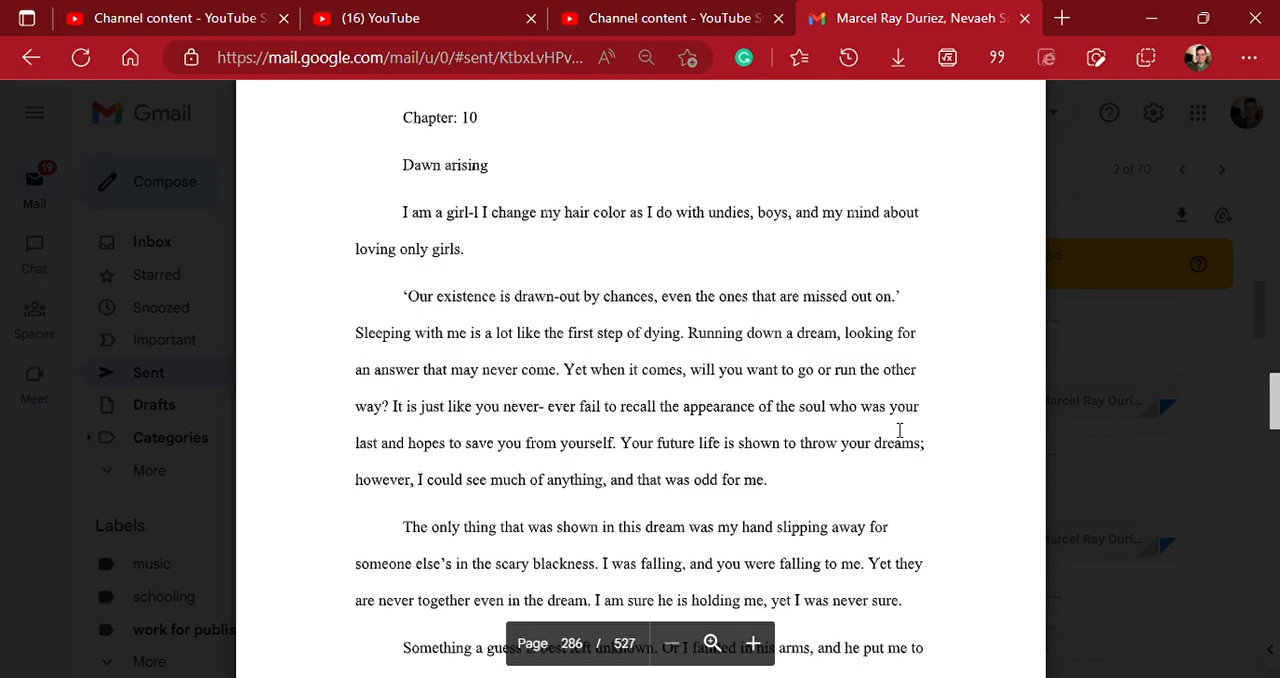 Channel content - YouTube S
(16) YouTube
Channel content - YouTube S
Marcel Ray Duriez, Nevaeh S
https://mail.google.com/mail/u/0/#sent/KtbxLvHPv...
Gmail
19
Mail
Chat
Spaces
Meet
Compose
Inbox
Starred
Snoozed
Important
Sent
Drafts
Categories
More
Labels
music
schooling
work for publis
More
2 of 70
Marcel Ray Duri...
Marcel Ray Duriez...
Chapter: 10
Dawn arising
I am a girl-l I change my hair color as I do with undies, boys, and my mind about
loving only girls.
‘Our existence is drawn-out by chances, even the ones that are missed out on.’
Sleeping with me is a lot like the first step of dying. Running down a dream, looking for
an answer that may never come. Yet when it comes, will you want to go or run the other
way? It is just like you never- ever fail to recall the appearance of the soul who was your
last and hopes to save you from yourself. Your future life is shown to throw your dreams;
however, I could see much of anything, and that was odd for me.
The only thing that was shown in this dream was my hand slipping away for
someone else’s in the scary blackness. I was falling, and you were falling to me. Yet they
are never together even in the dream. I am sure he is holding me, yet I was never sure.
Something a guess is best left unknown. Or I fainted in his arms, and he put me to
Page 286 / 527